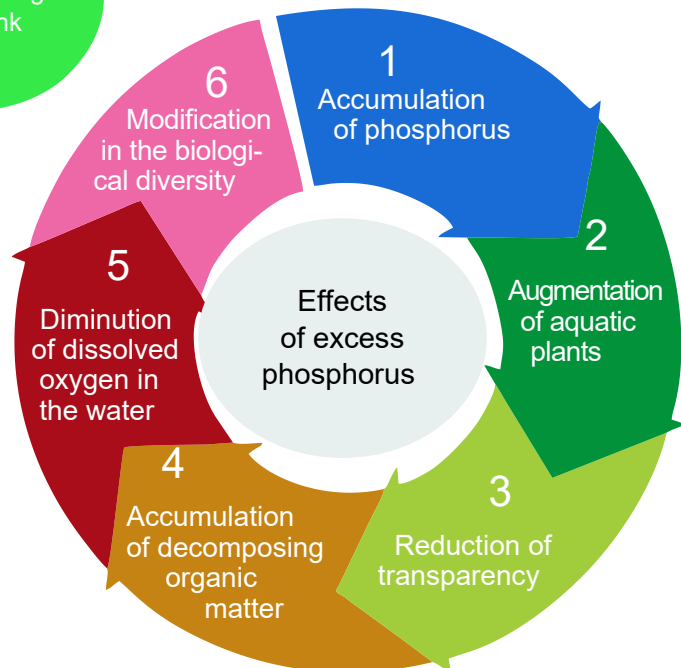 1
Accumulation
of phosphorus
2
Augmentation
of aquatic
plants
3
Reduction of
transparency
4
Accumulation
of decomposing
organic
matter
5
Diminution
of dissolved
oxygen in
the water
6
Modification
in the biologi-
cal diversity
Effects
of excess
phosphorus